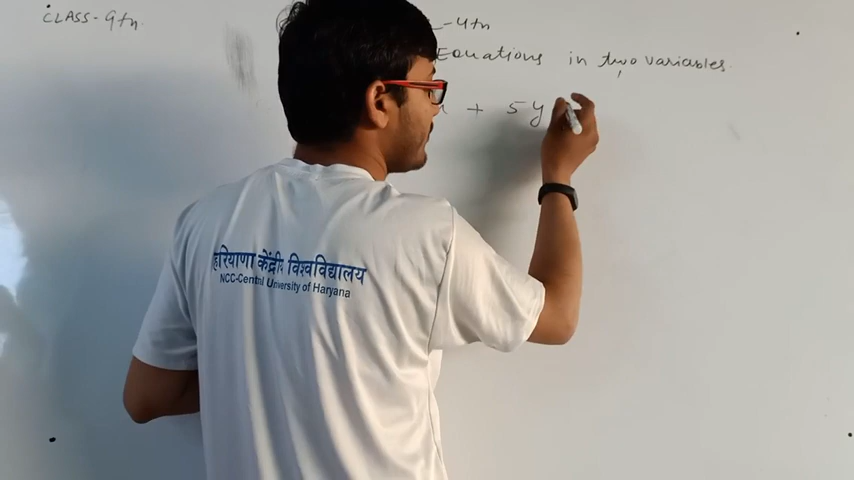 CLASS-9th.
-4th
Equations in two variables.
+ 5y
हरियाणा केंद्रीय विश्वविद्यालय
NCC-Central University of Haryana